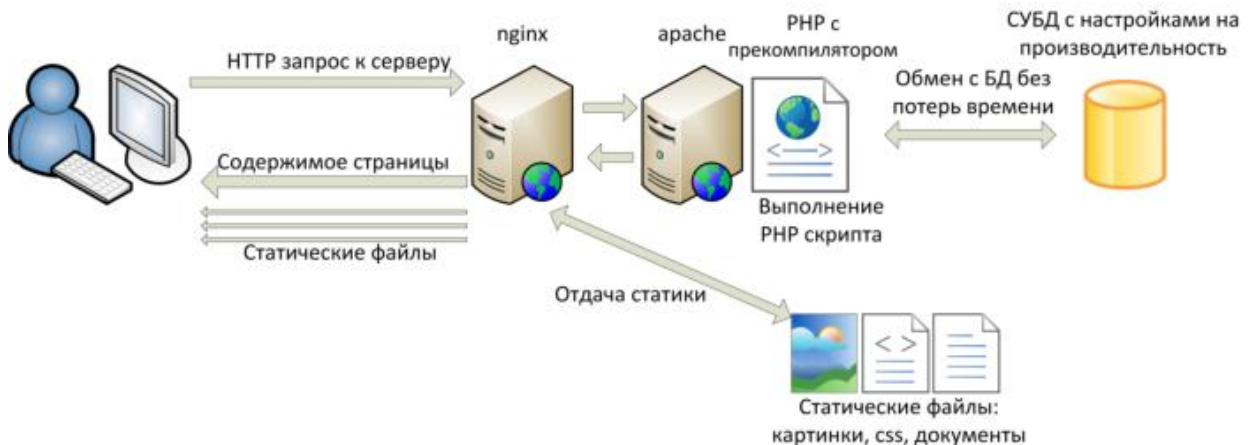 nginx
apache
PHP с
прекомпилятором
СУБД с настройками на
производительность
HTTP запрос к серверу
Обмен с БД без
потерь времени
Содержимое страницы
Выполнение
PHP скрипта
Статические файлы
Отдача статики
< >
Статические файлы:
картинки, css, документы